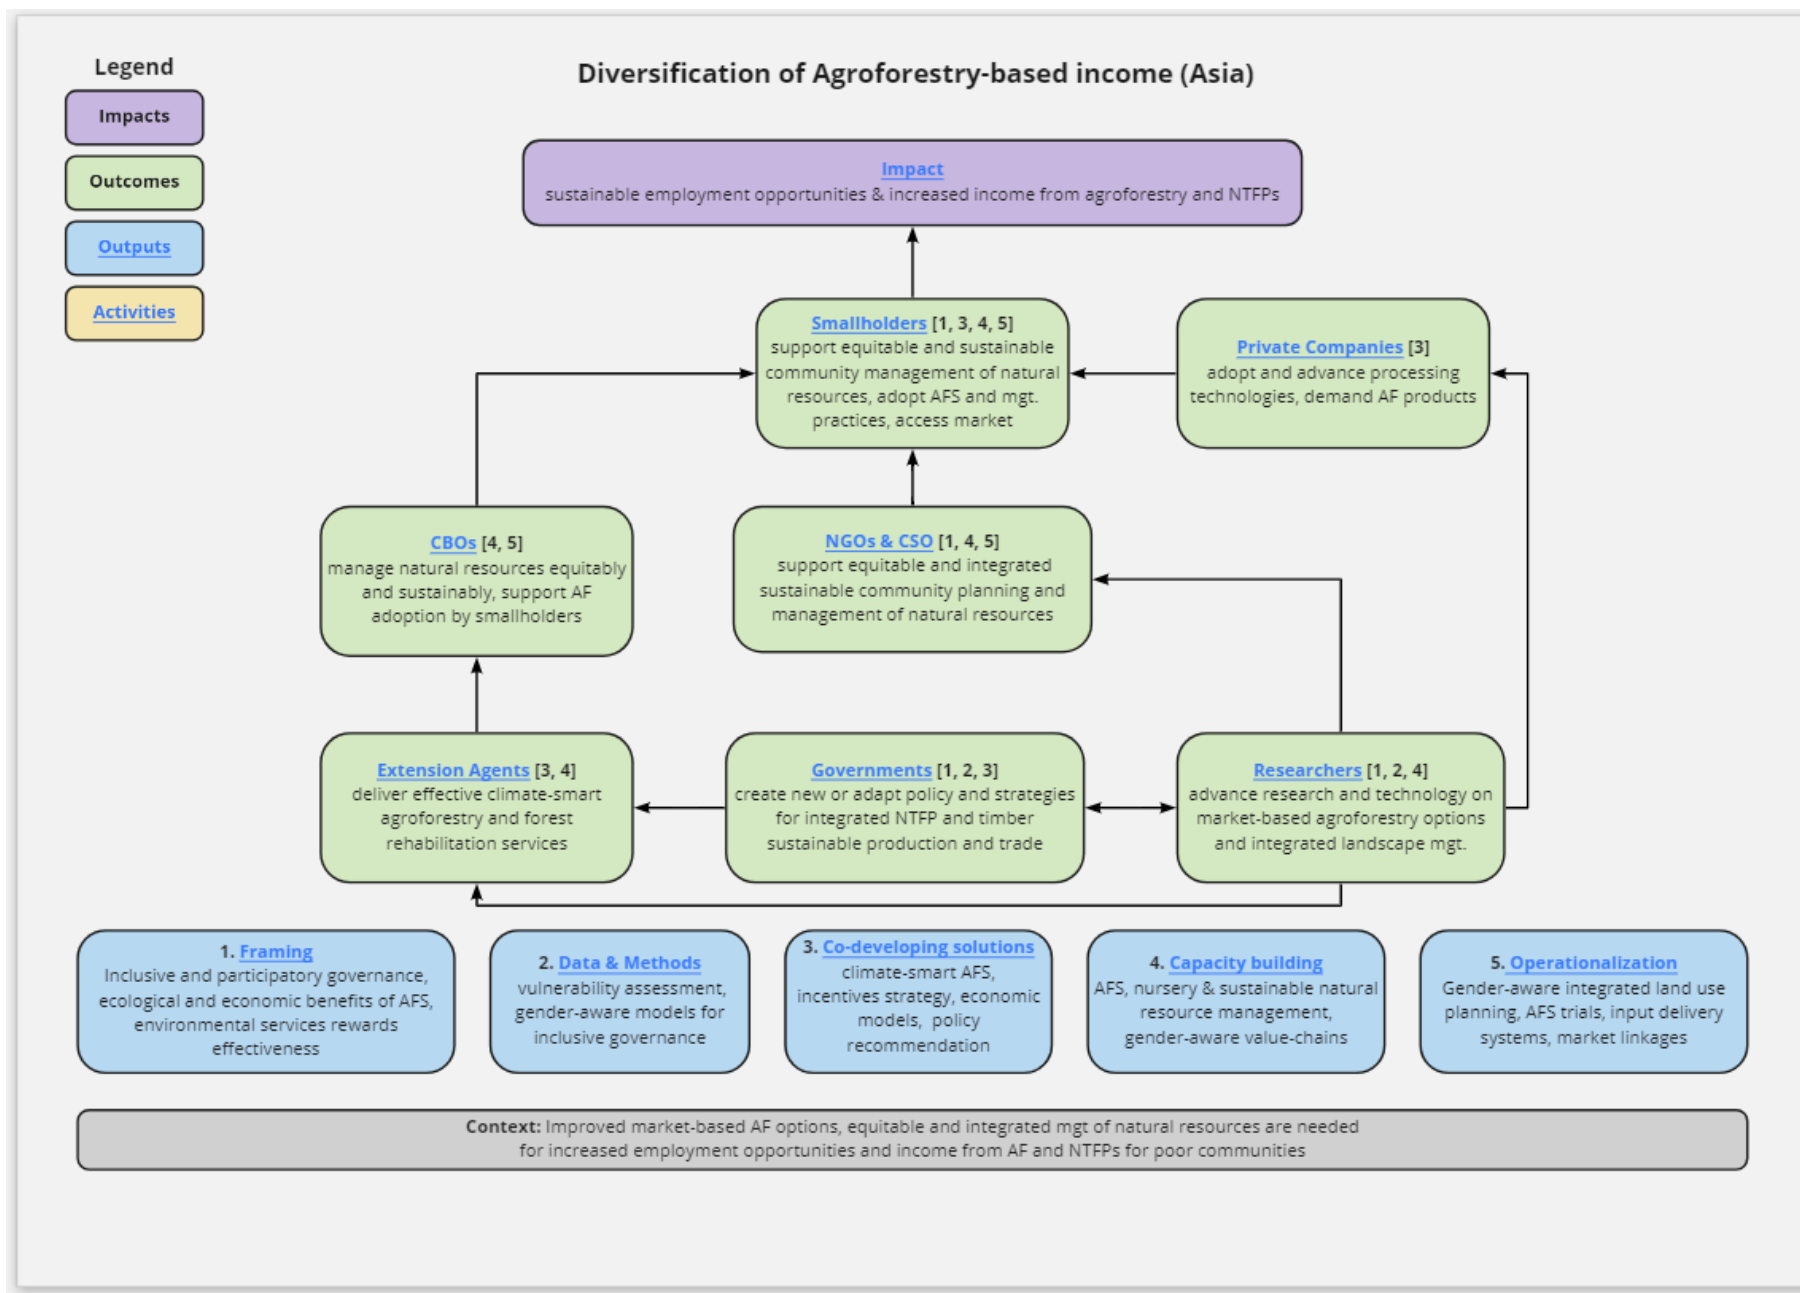 Legend
Impacts
Outcomes
Outputs
Activities
Diversification of Agroforestry-based income (Asia)
Impact
sustainable employment opportunities & increased income from agroforestry and NTFPs
Smallholders [1, 3, 4, 5]
support equitable and sustainable
community management of natural
resources, adopt AFS and mgt.
practices, access market
Private Companies [3]
adopt and advance processing
technologies, demand AF products
CBOs [4, 5]
manage natural resources equitably
and sustainably, support AF
adoption by smallholders
NGOs & CSO [1, 4, 5]
support equitable and integrated
sustainable community planning and
management of natural resources
Extension Agents [3, 4]
deliver effective climate-smart
agroforestry and forest
rehabilitation services
Governments [1, 2, 3]
create new or adapt policy and strategies
for integrated NTFP and timber
sustainable production and trade
Researchers [1, 2, 4]
advance research and technology on
market-based agroforestry options
and integrated landscape mgt.
1. Framing
Inclusive and participatory governance,
ecological and economic benefits of AFS,
environmental services rewards
effectiveness
2. Data & Methods
vulnerability assessment,
gender-aware models for
inclusive governance
3. Co-developing solutions
climate-smart AFS,
incentives strategy, economic
models, policy
recommendation
4. Capacity building
AFS, nursery & sustainable natural
resource management,
gender-aware value-chains
5. Operationalization
Gender-aware integrated land use
planning, AFS trials, input delivery
systems, market linkages
Context: Improved market-based AF options, equitable and integrated mgt of natural resources are needed
for increased employment opportunities and income from AF and NTFPs for poor communities